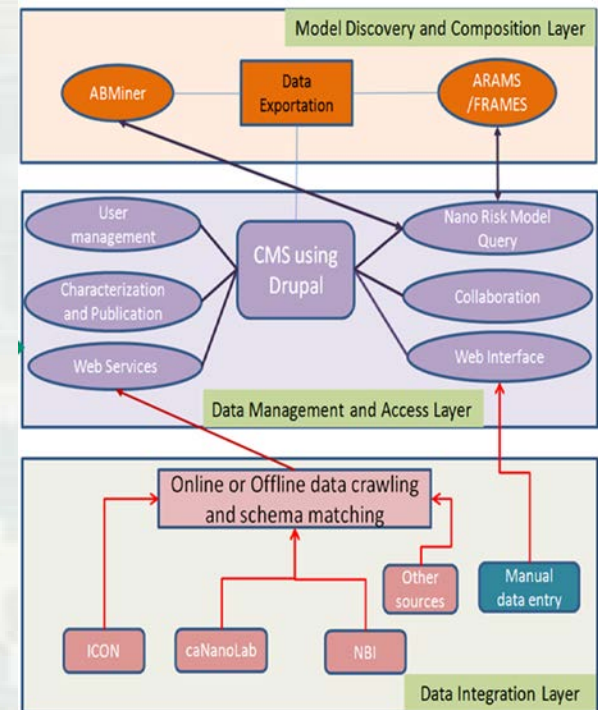 Model Discovery and Composition Layer
ABMiner
Data
Exportation
ARAMS
/FRAMES
User
management
CMS using
Drupal
Nano Risk Model
Query
Characterization
and Publication
Collaboration
Web Services
Web Interface
Data Management and Access Layer
Online or Offline data crawling
and schema matching
Other
sources
Manual
data entry
ICON
caNanoLab
NBI
Data Integration Layer